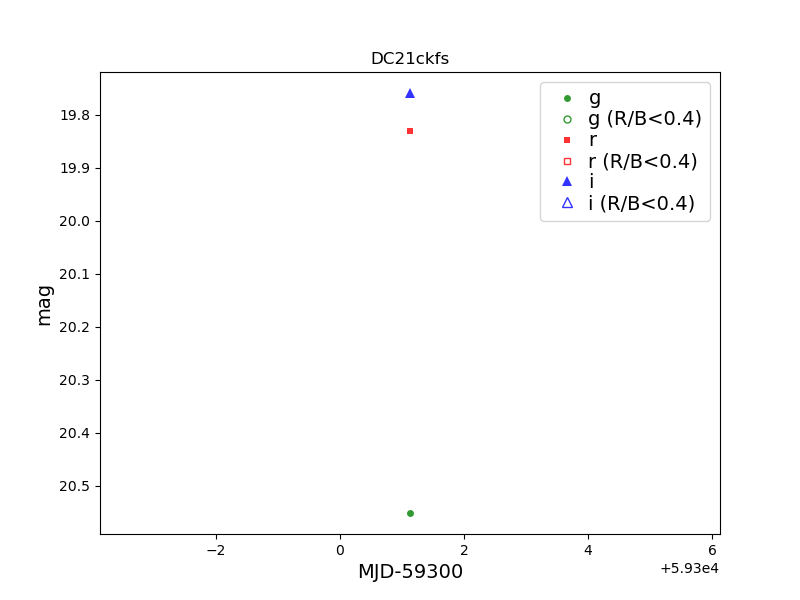 DC21ckfs
g
g (R/B<0.4)
r
r (R/B<0.4)
i
i (R/B<0.4)
19.8
19.9
20.0
20.1
20.2
20.3
20.4
20.5
mag
−2
0
2
4
6
+5.93e4
MJD-59300